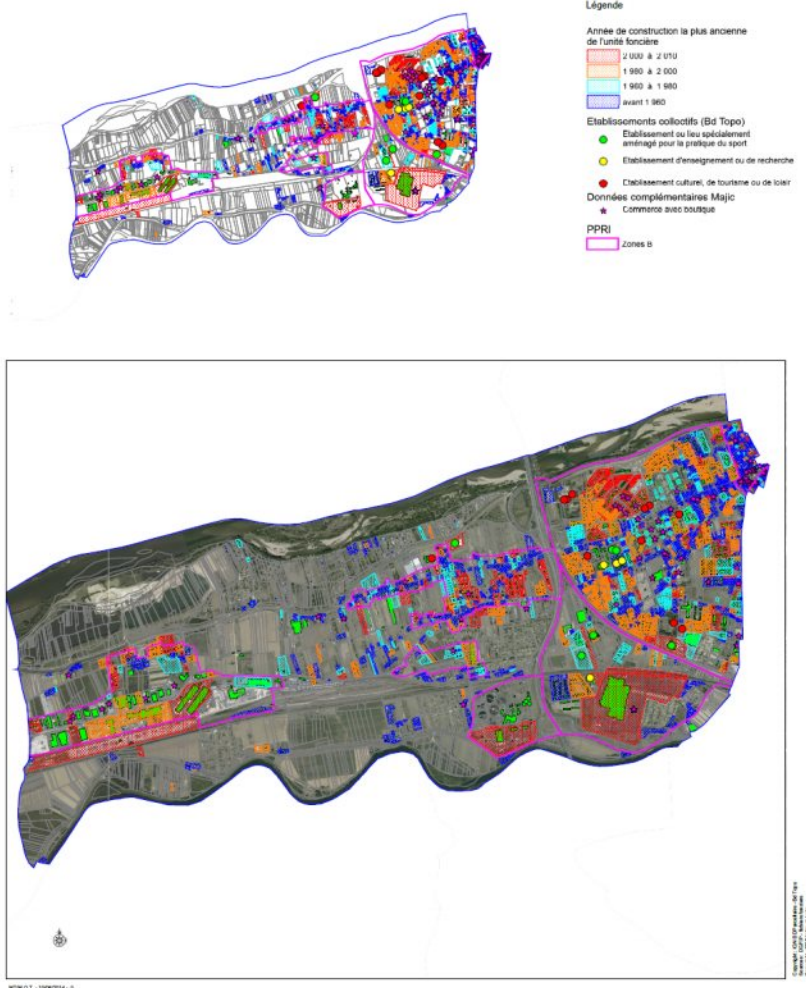 Légende
Année de construction la plus ancienne
de l'unité foncière
2 000 à 2 010
1 980 à 2 000
1 960 à 1 980
avant 1 960
Etablissements collectifs (Bd Topo)
Etablissement ou lieu spécialement
aménagé pour la pratique du sport
Etablissement d'enseignement ou de recherche
Etablissement culturel, de tourisme ou de loisir
Données complémentaires Majic
Commerce avec boutique
PPRI
Zones B